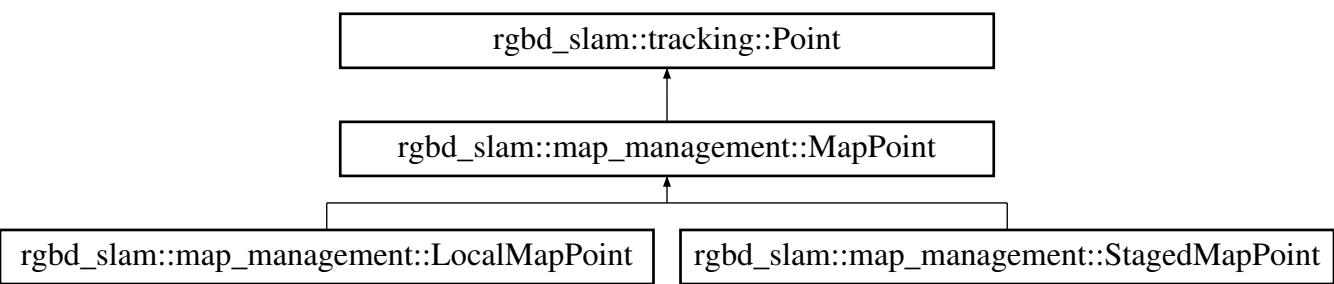 rgbd_slam::tracking::Point
rgbd_slam::map_management::MapPoint
rgbd_slam::map_management::LocalMapPoint
rgbd_slam::map_management::StagedMapPoint